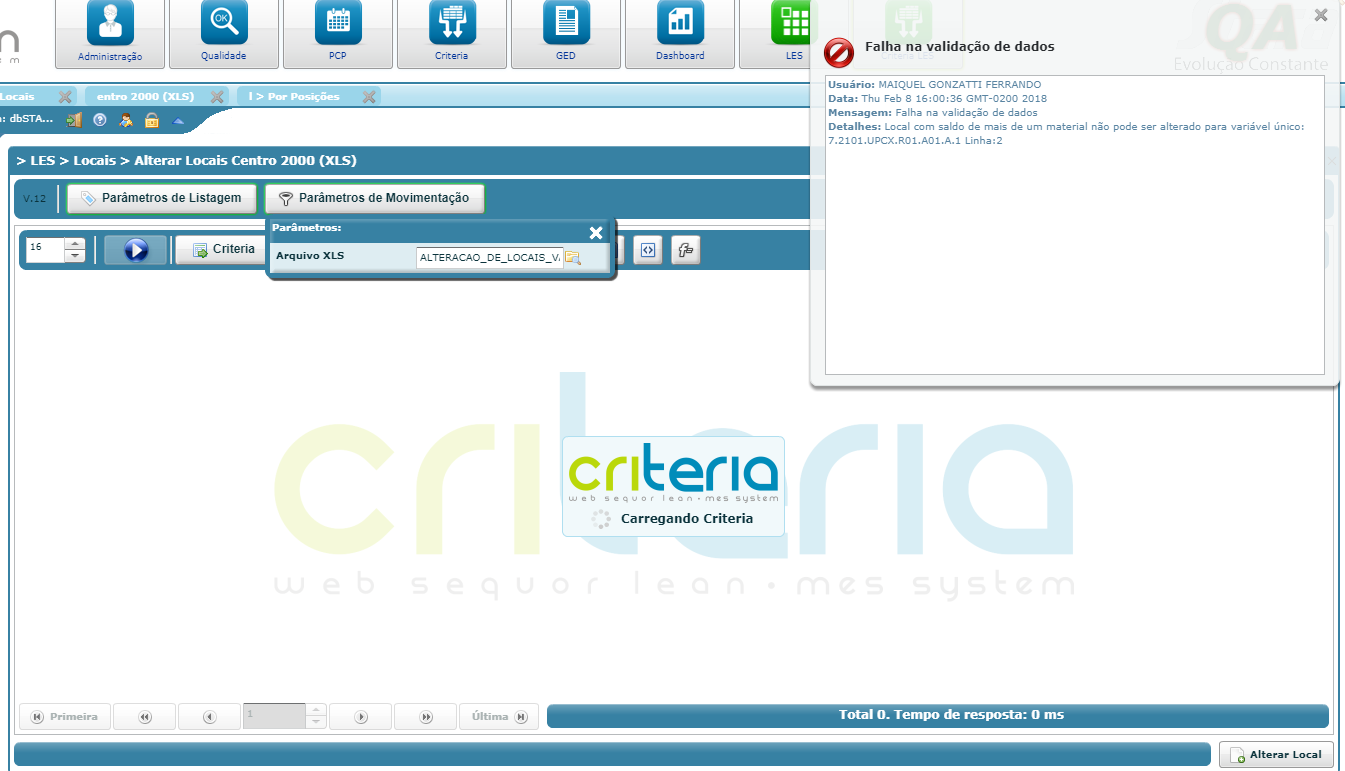 Administração
Qualidade
OK
PCP
Criteria
GED
Dashboard
LES
Criteria LES
QA
Evolução Constante
Falha na validação de dados
Usuário: MAIQUEL GONZATTI FERRANDO
Data: Thu Feb 8 16:00:36 GMT-0200 2018
Mensagem: Falha na validação de dados
Detalhes: Local com saldo de mais de um material não pode ser alterado para variável único:
7.2101.UPCX.R01.A01.A.1 Linha:2
Locais
entro 2000 (XLS)
l > Por Posições
: dbSTA...
> LES > Locais > Alterar Locais Centro 2000 (XLS)
V.12
Parâmetros de Listagem
Parâmetros de Movimentação
Parâmetros:
16
Criteria
Arquivo XLS
ALTERACAO_DE_LOCAIS_V
criteria
web sequor lean·mes system
criteria
web sequor lean·mes system
Carregando Criteria
Primeira
1
Última
Total 0. Tempo de resposta: 0 ms
Alterar Local